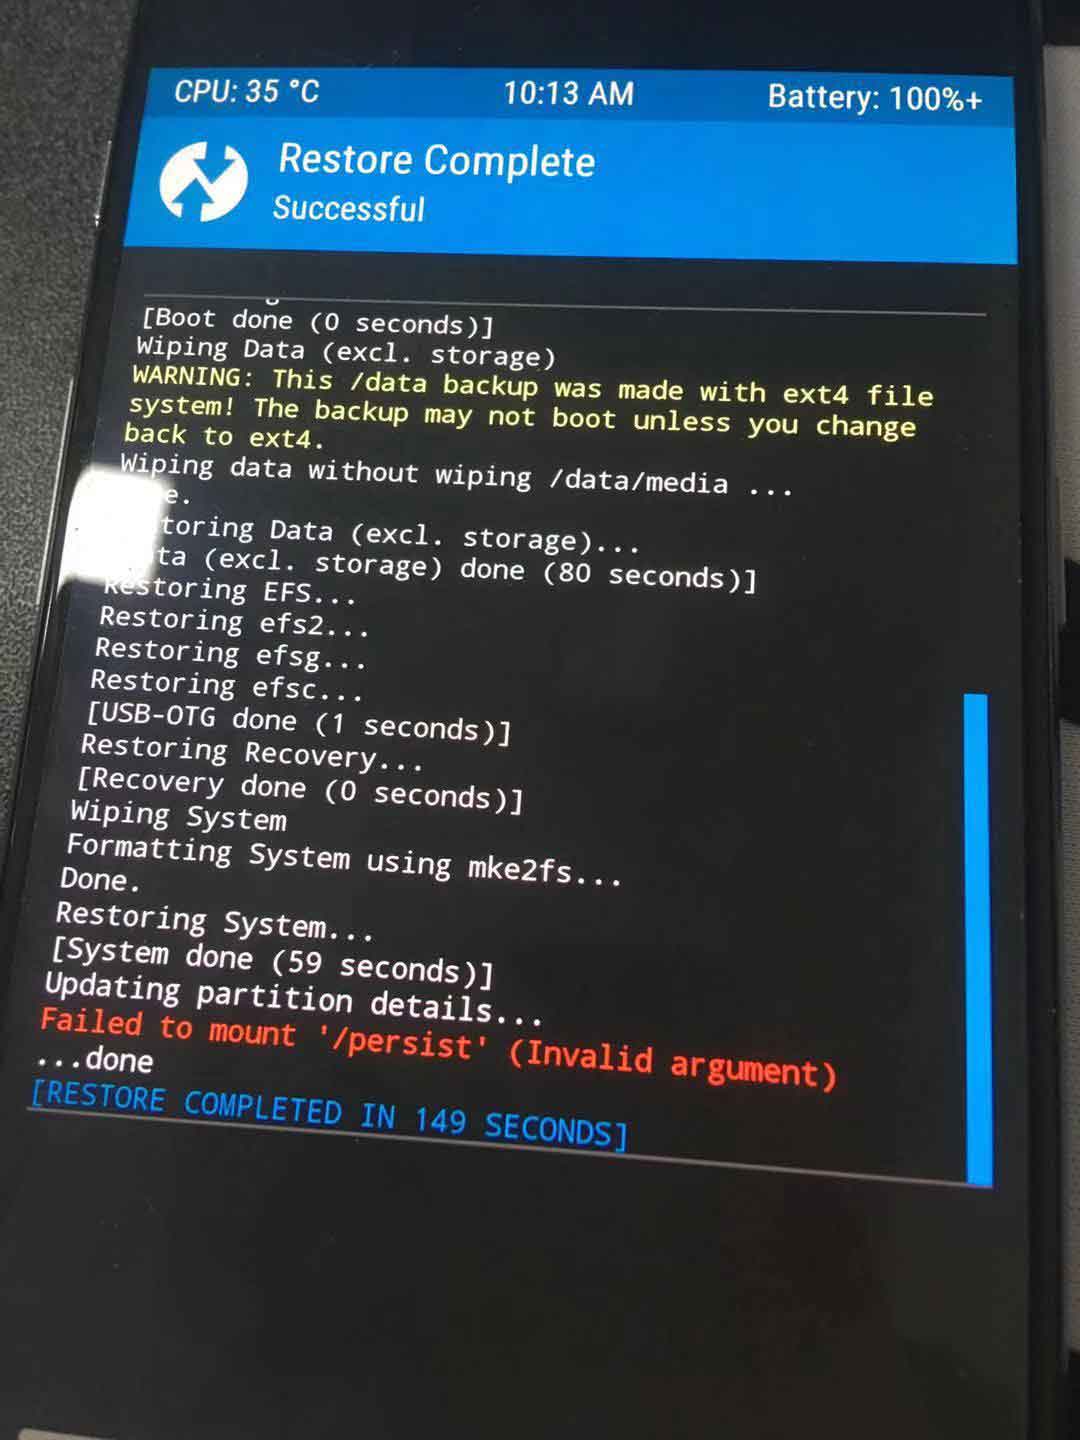 CPU: 35 °C 10:13 AM Battery: 100%+
Restore Complete
Successful
[Boot done (0 seconds)]
Wiping Data (excl. storage)
WARNING: This /data backup was made with ext4 file
system! The backup may not boot unless you change
back to ext4.
Wiping data without wiping /data/media ...
e.
toring Data (excl. storage)...
ta (excl. storage) done (80 seconds)]
Restoring EFS...
Restoring efs2...
Restoring efsg...
Restoring efsc...
[USB-OTG done (1 seconds)]
Restoring Recovery...
[Recovery done (0 seconds)]
Wiping System
Formatting System using mke2fs...
Done.
Restoring System...
[System done (59 seconds)]
Updating partition details...
Failed to mount '/persist' (Invalid argument)
...done
[RESTORE COMPLETED IN 149 SECONDS]